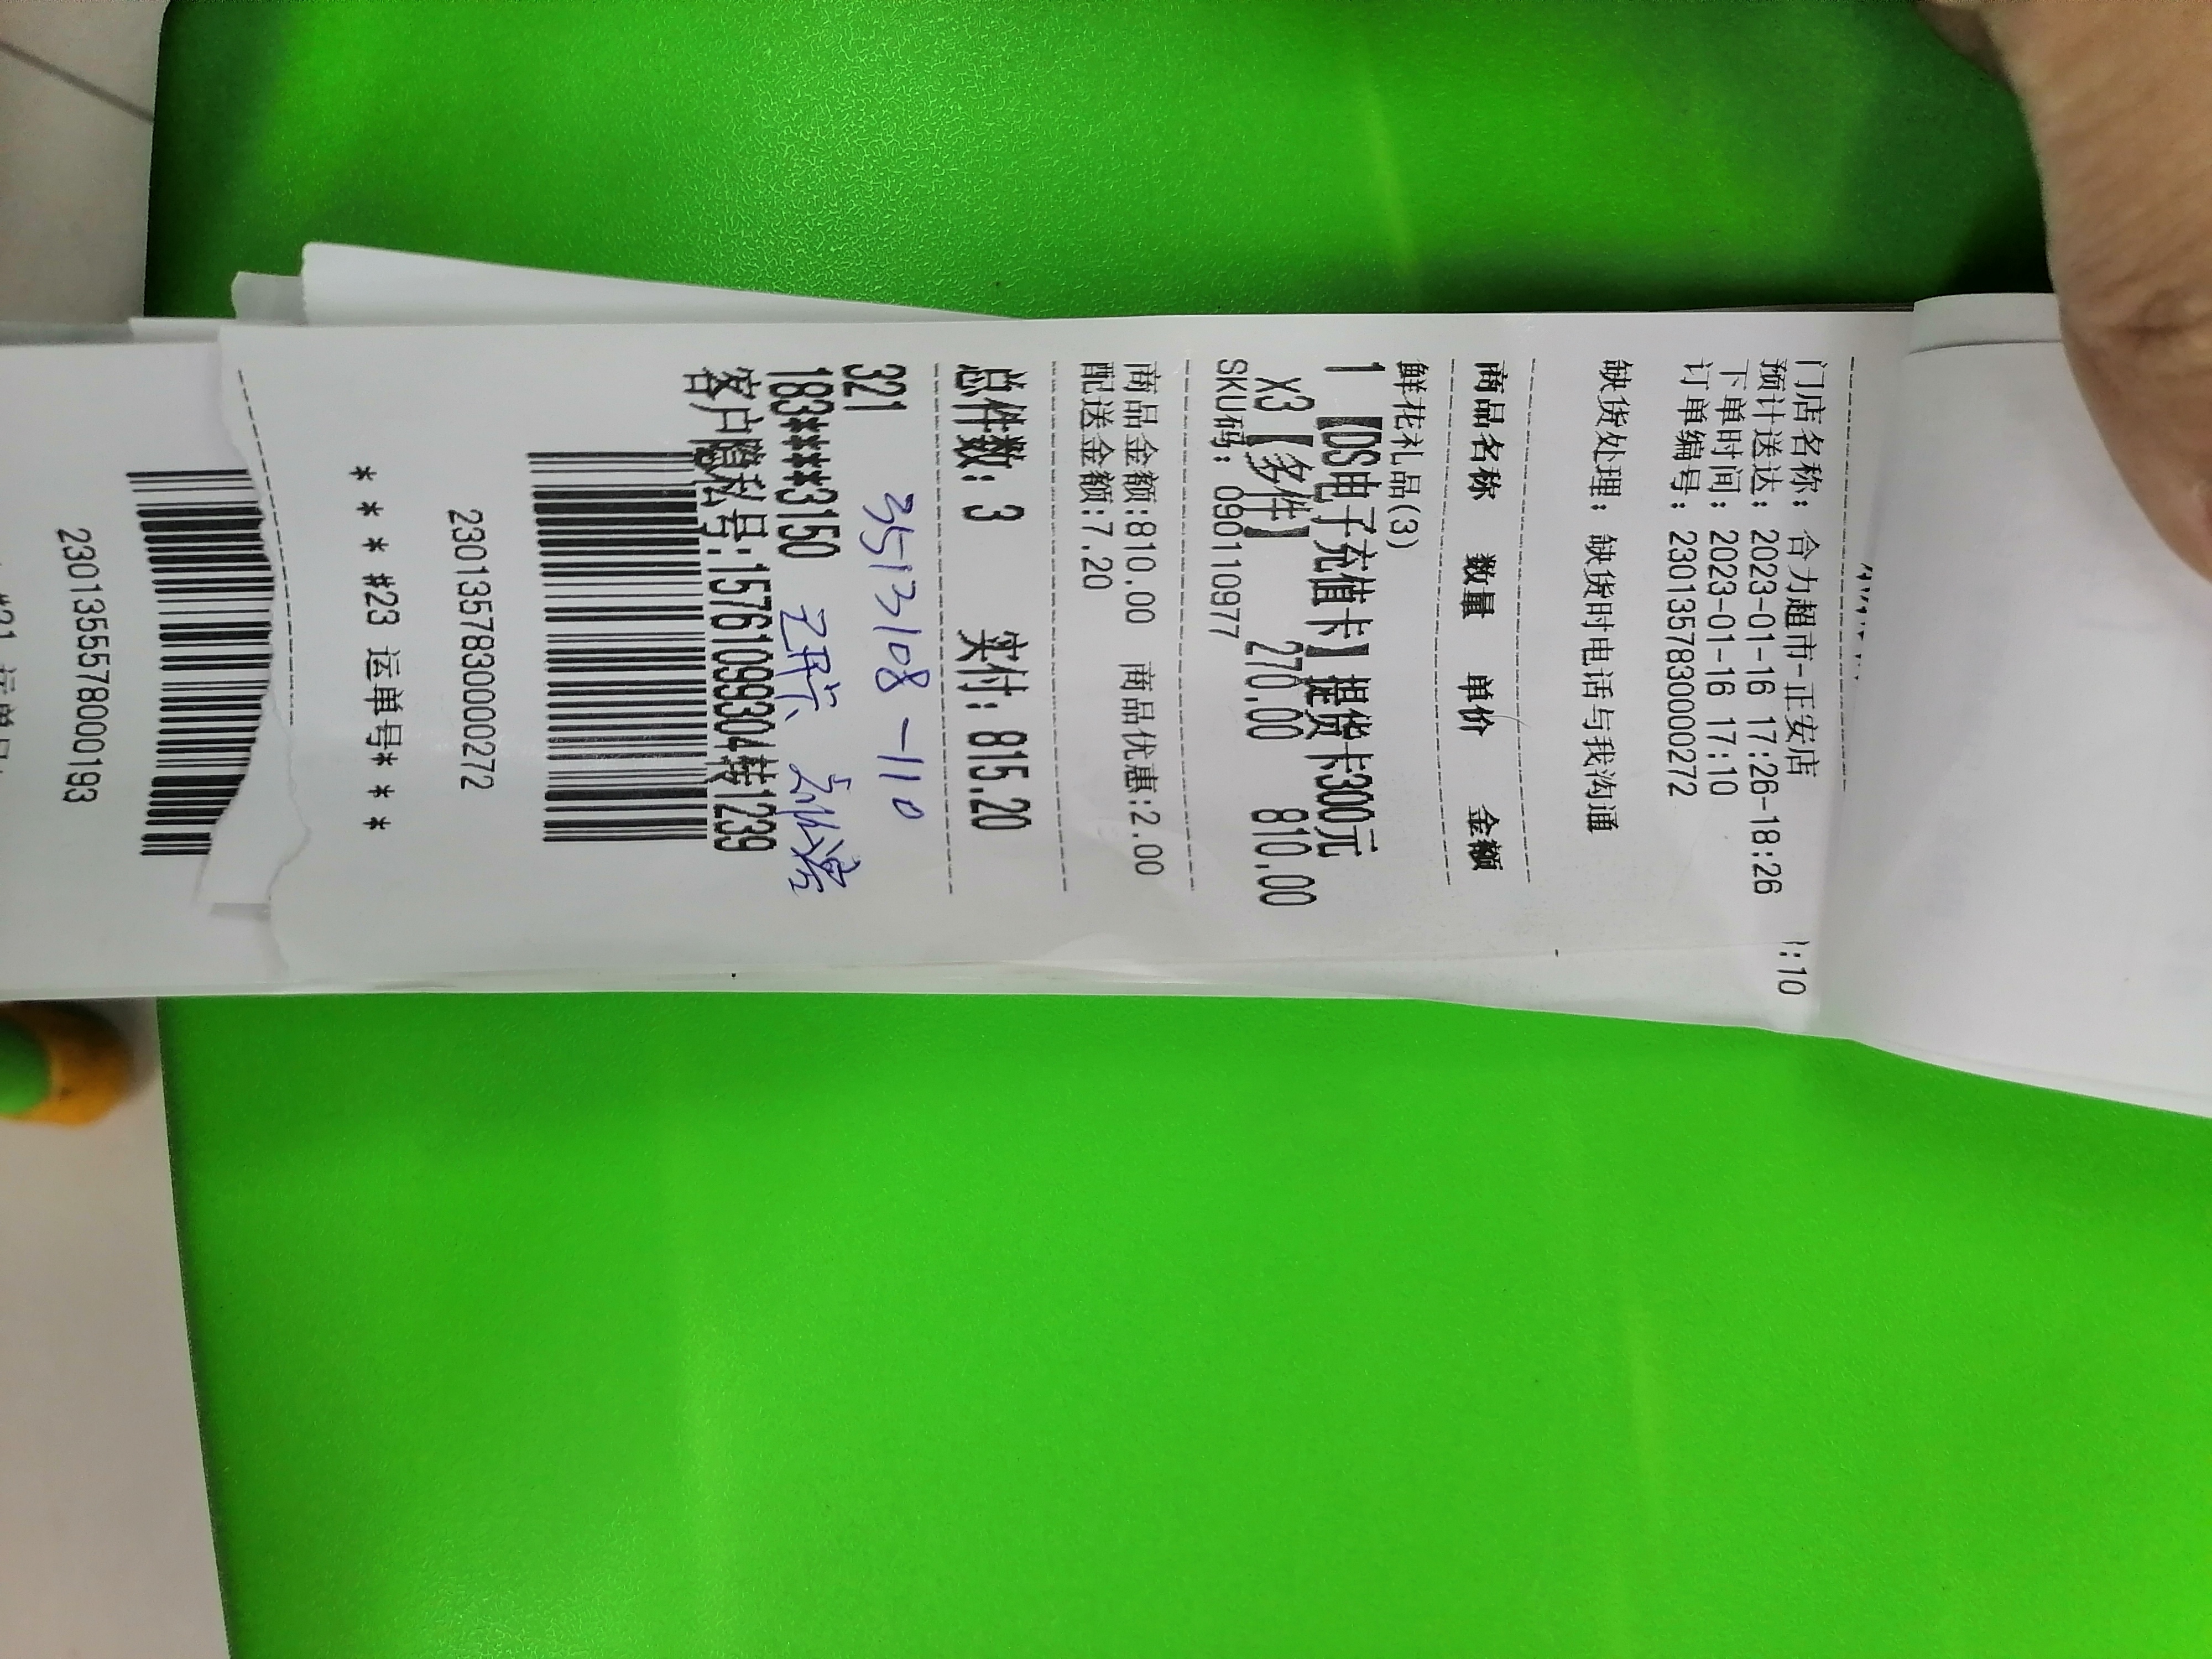 门店名称: 合力超市-正安店
预计送达: 2023-01-16 17:26-18:26
下单时间: 2023-01-16 17:10
订单编号: 2301357830000272
缺货处理: 缺货时电话与我沟通
商品名称 数量 单价 金额
鲜花礼品(3)
1 【DS电子充值卡】提货卡300元
x3【多件】 270.00 810.00
SKU码: 090110977
商品金额:810.00 商品优惠:2.00
配送金额:7.20
总件数: 3 实付: 815.20
3513108-110
321
183****3150
客户隐私号:15761099304转1239
2301357830000272
* * * *#23 运单号* * * *
2301355578000193
:10